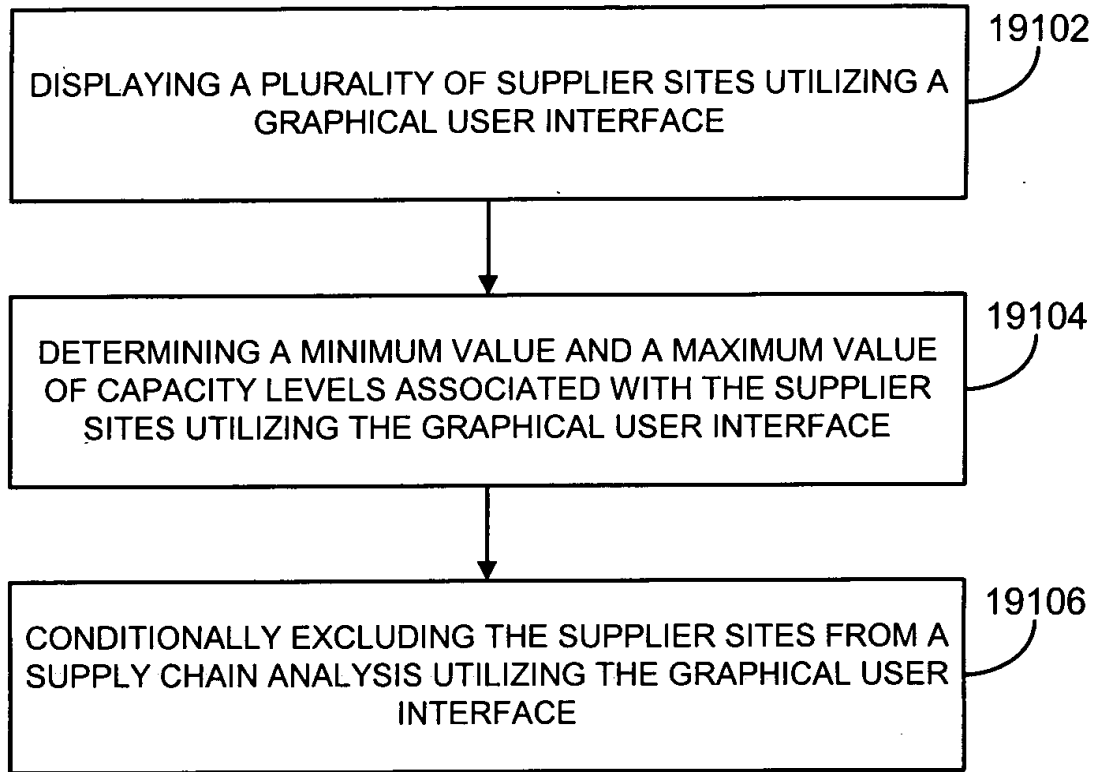 19102
DISPLAYING A PLURALITY OF SUPPLIER SITES UTILIZING A
GRAPHICAL USER INTERFACE
19104
DETERMINING A MINIMUM VALUE AND A MAXIMUM VALUE
OF CAPACITY LEVELS ASSOCIATED WITH THE SUPPLIER
SITES UTILIZING THE GRAPHICAL USER INTERFACE
19106
CONDITIONALLY EXCLUDING THE SUPPLIER SITES FROM A
SUPPLY CHAIN ANALYSIS UTILIZING THE GRAPHICAL USER
INTERFACE